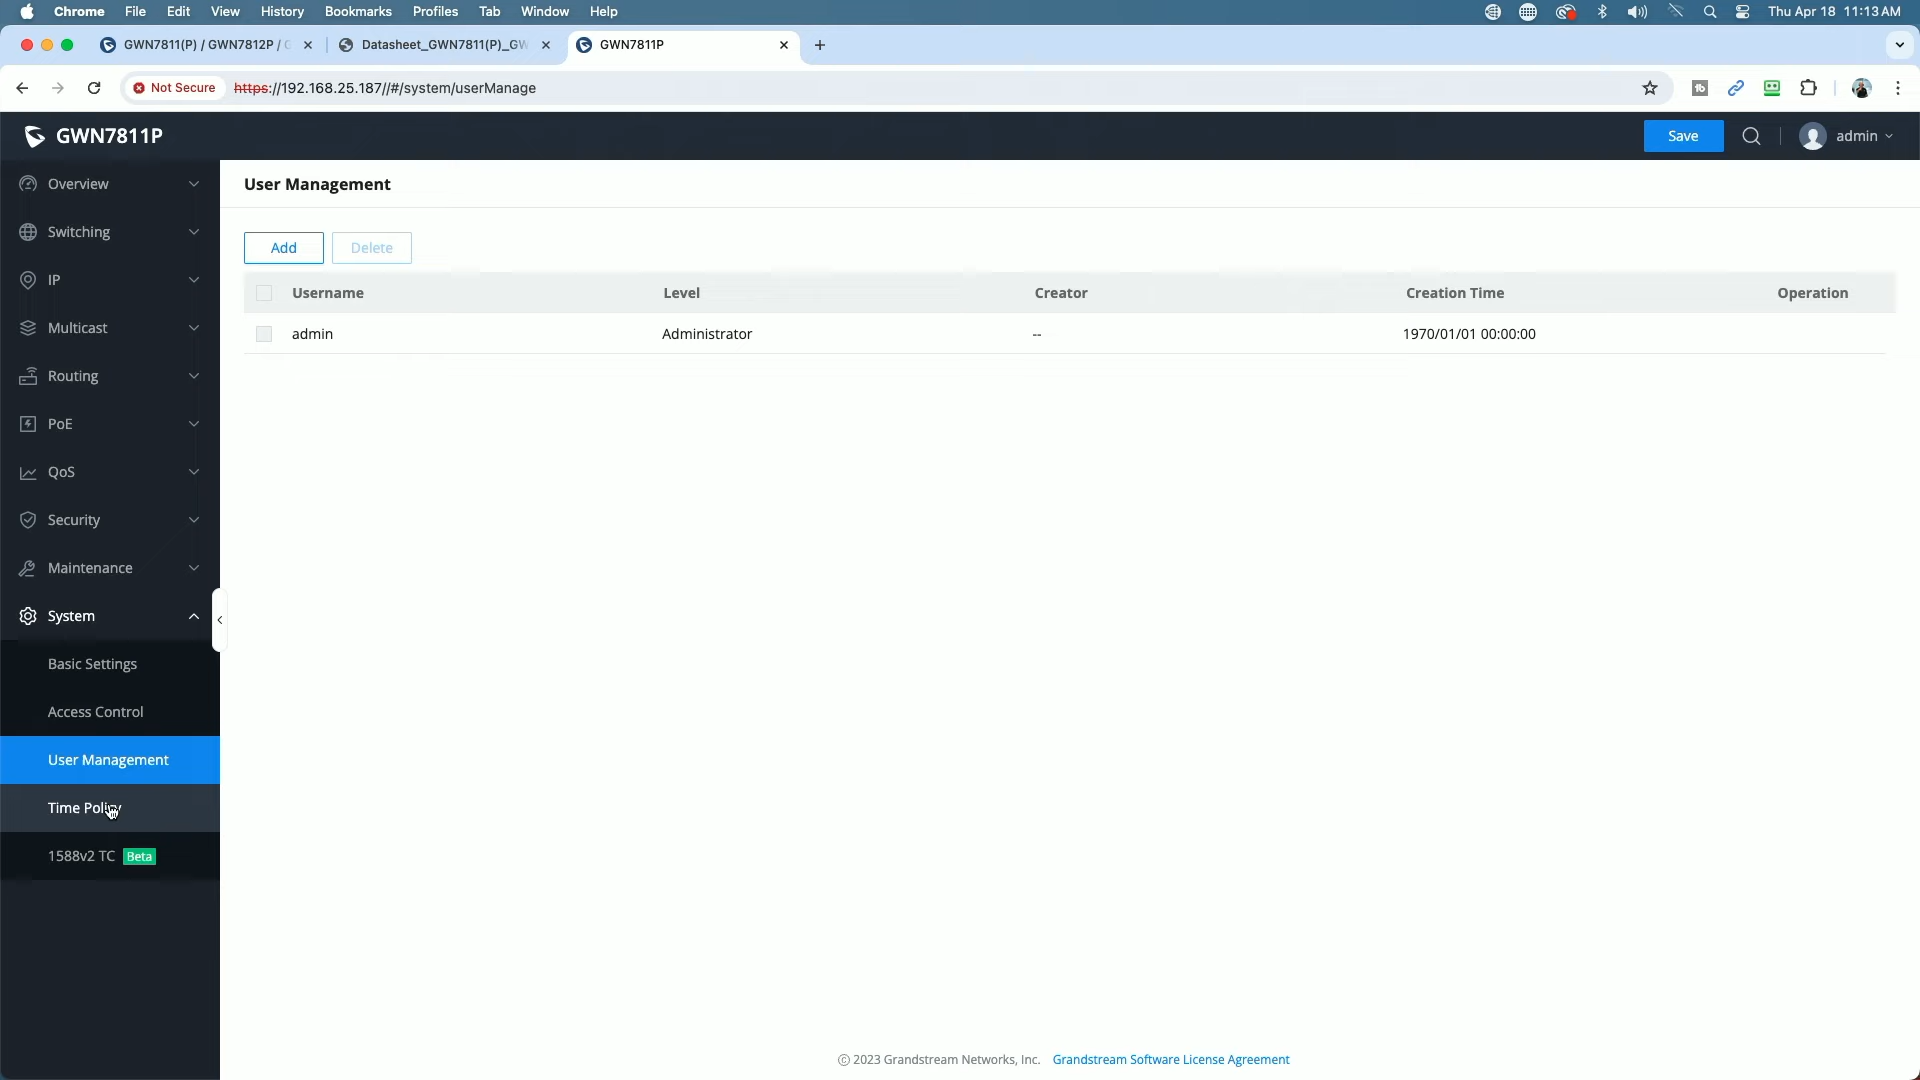 Chrome File Edit View History Bookmarks Profiles Tab Window Help Thu Apr 18 11:13 AM
GWN7811(P) / GWN7812P / G Datasheet_GWN7811(P)_GW GWN7811P
Not Secure https://192.168.25.187//#/system/userManage
GWN7811P Save admin
Overview
Switching
IP
Multicast
Routing
PoE
QoS
Security
Maintenance
System
Basic Settings
Access Control
User Management
Time Policy
1588v2 TC Beta
User Management
Add Delete
Username Level Creator Creation Time Operation
admin Administrator -- 1970/01/01 00:00:00
© 2023 Grandstream Networks, Inc. Grandstream Software License Agreement